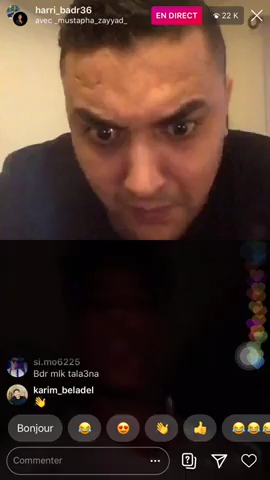 harri_badr36
avec _mustapha_zayyad_
EN DIRECT
22 K
si.mo6225
Bdr mlk tala3na
karim_beladel
👋
Bonjour
😂
😍
👋
👍
😂😂😂
Commenter